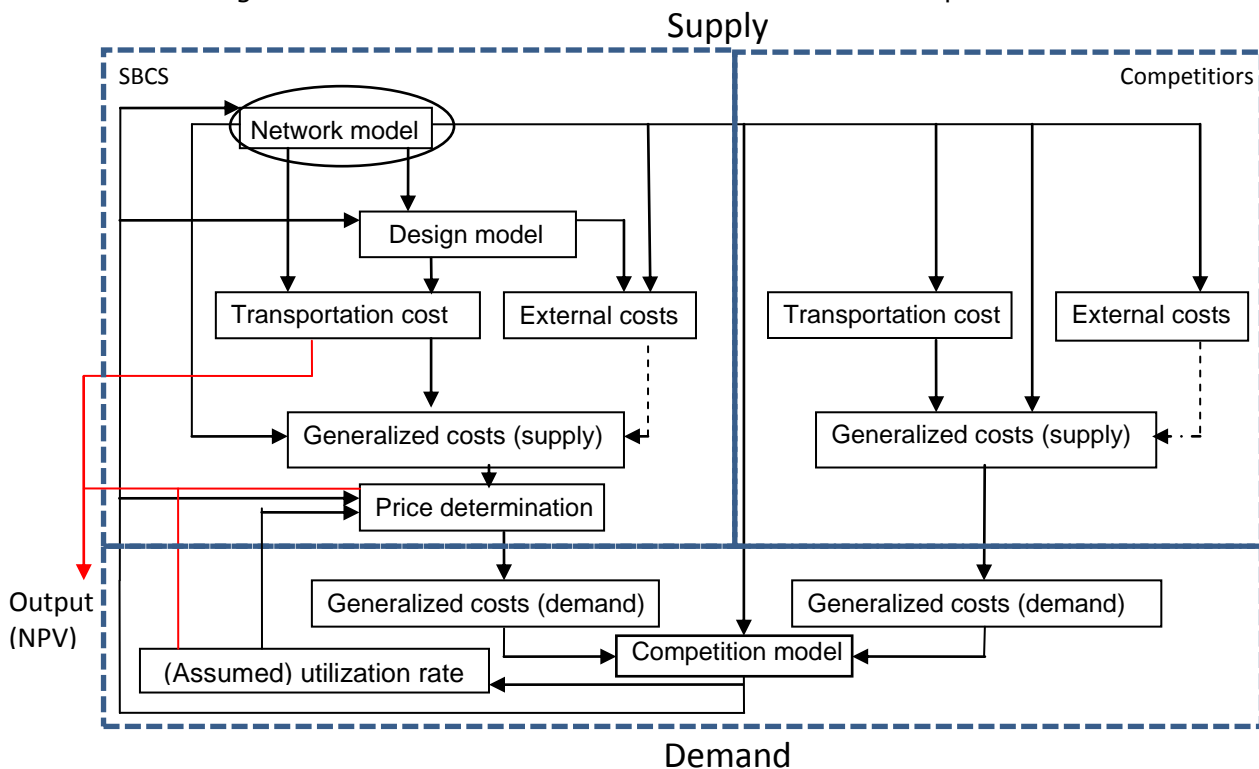 Supply
SBCS
Competitiors
Network model
Design model
Transportation cost
External costs
Transportation cost
External costs
Generalized costs (supply)
Generalized costs (supply)
Price determination
Output
(NPV)
Generalized costs (demand)
Generalized costs (demand)
Competition model
(Assumed) utilization rate
Demand